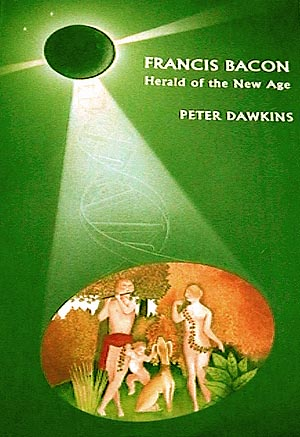 FRANCIS BACON
Herald of the New Age
PETER DAWKINS